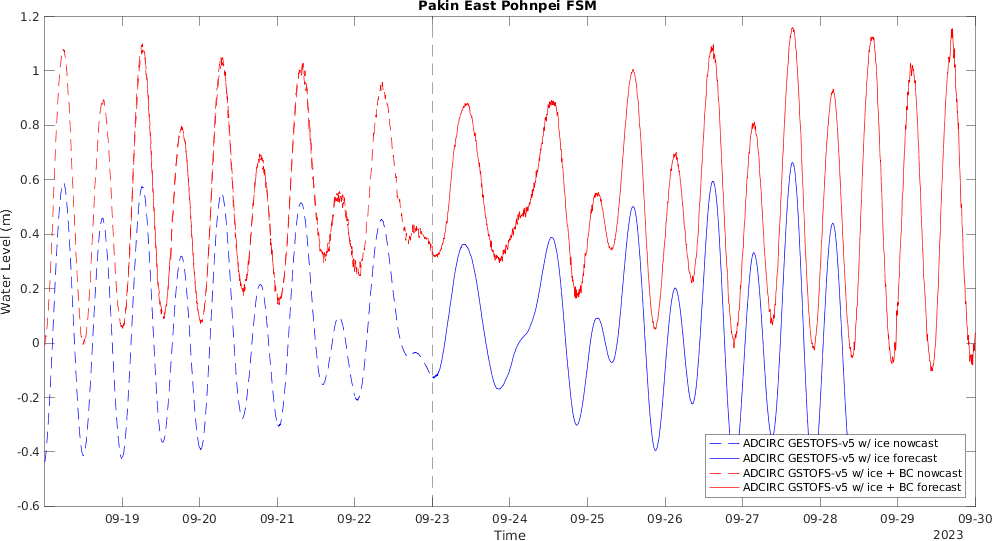 Pakin East Pohnpei FSM
1.2
1
0.8
0.6
0.4
0.2
0
-0.2
-0.4
-0.6
Water Level (m)
ADCIRC GESTOFS-v5 w/ ice nowcast
ADCIRC GESTOFS-v5 w/ ice forecast
ADCIRC GSTOFS-v5 w/ ice + BC nowcast
ADCIRC GSTOFS-v5 w/ ice + BC forecast
09-19 09-20 09-21 09-22 09-23 09-24 09-25 09-26 09-27 09-28 09-29 09-30
Time
2023